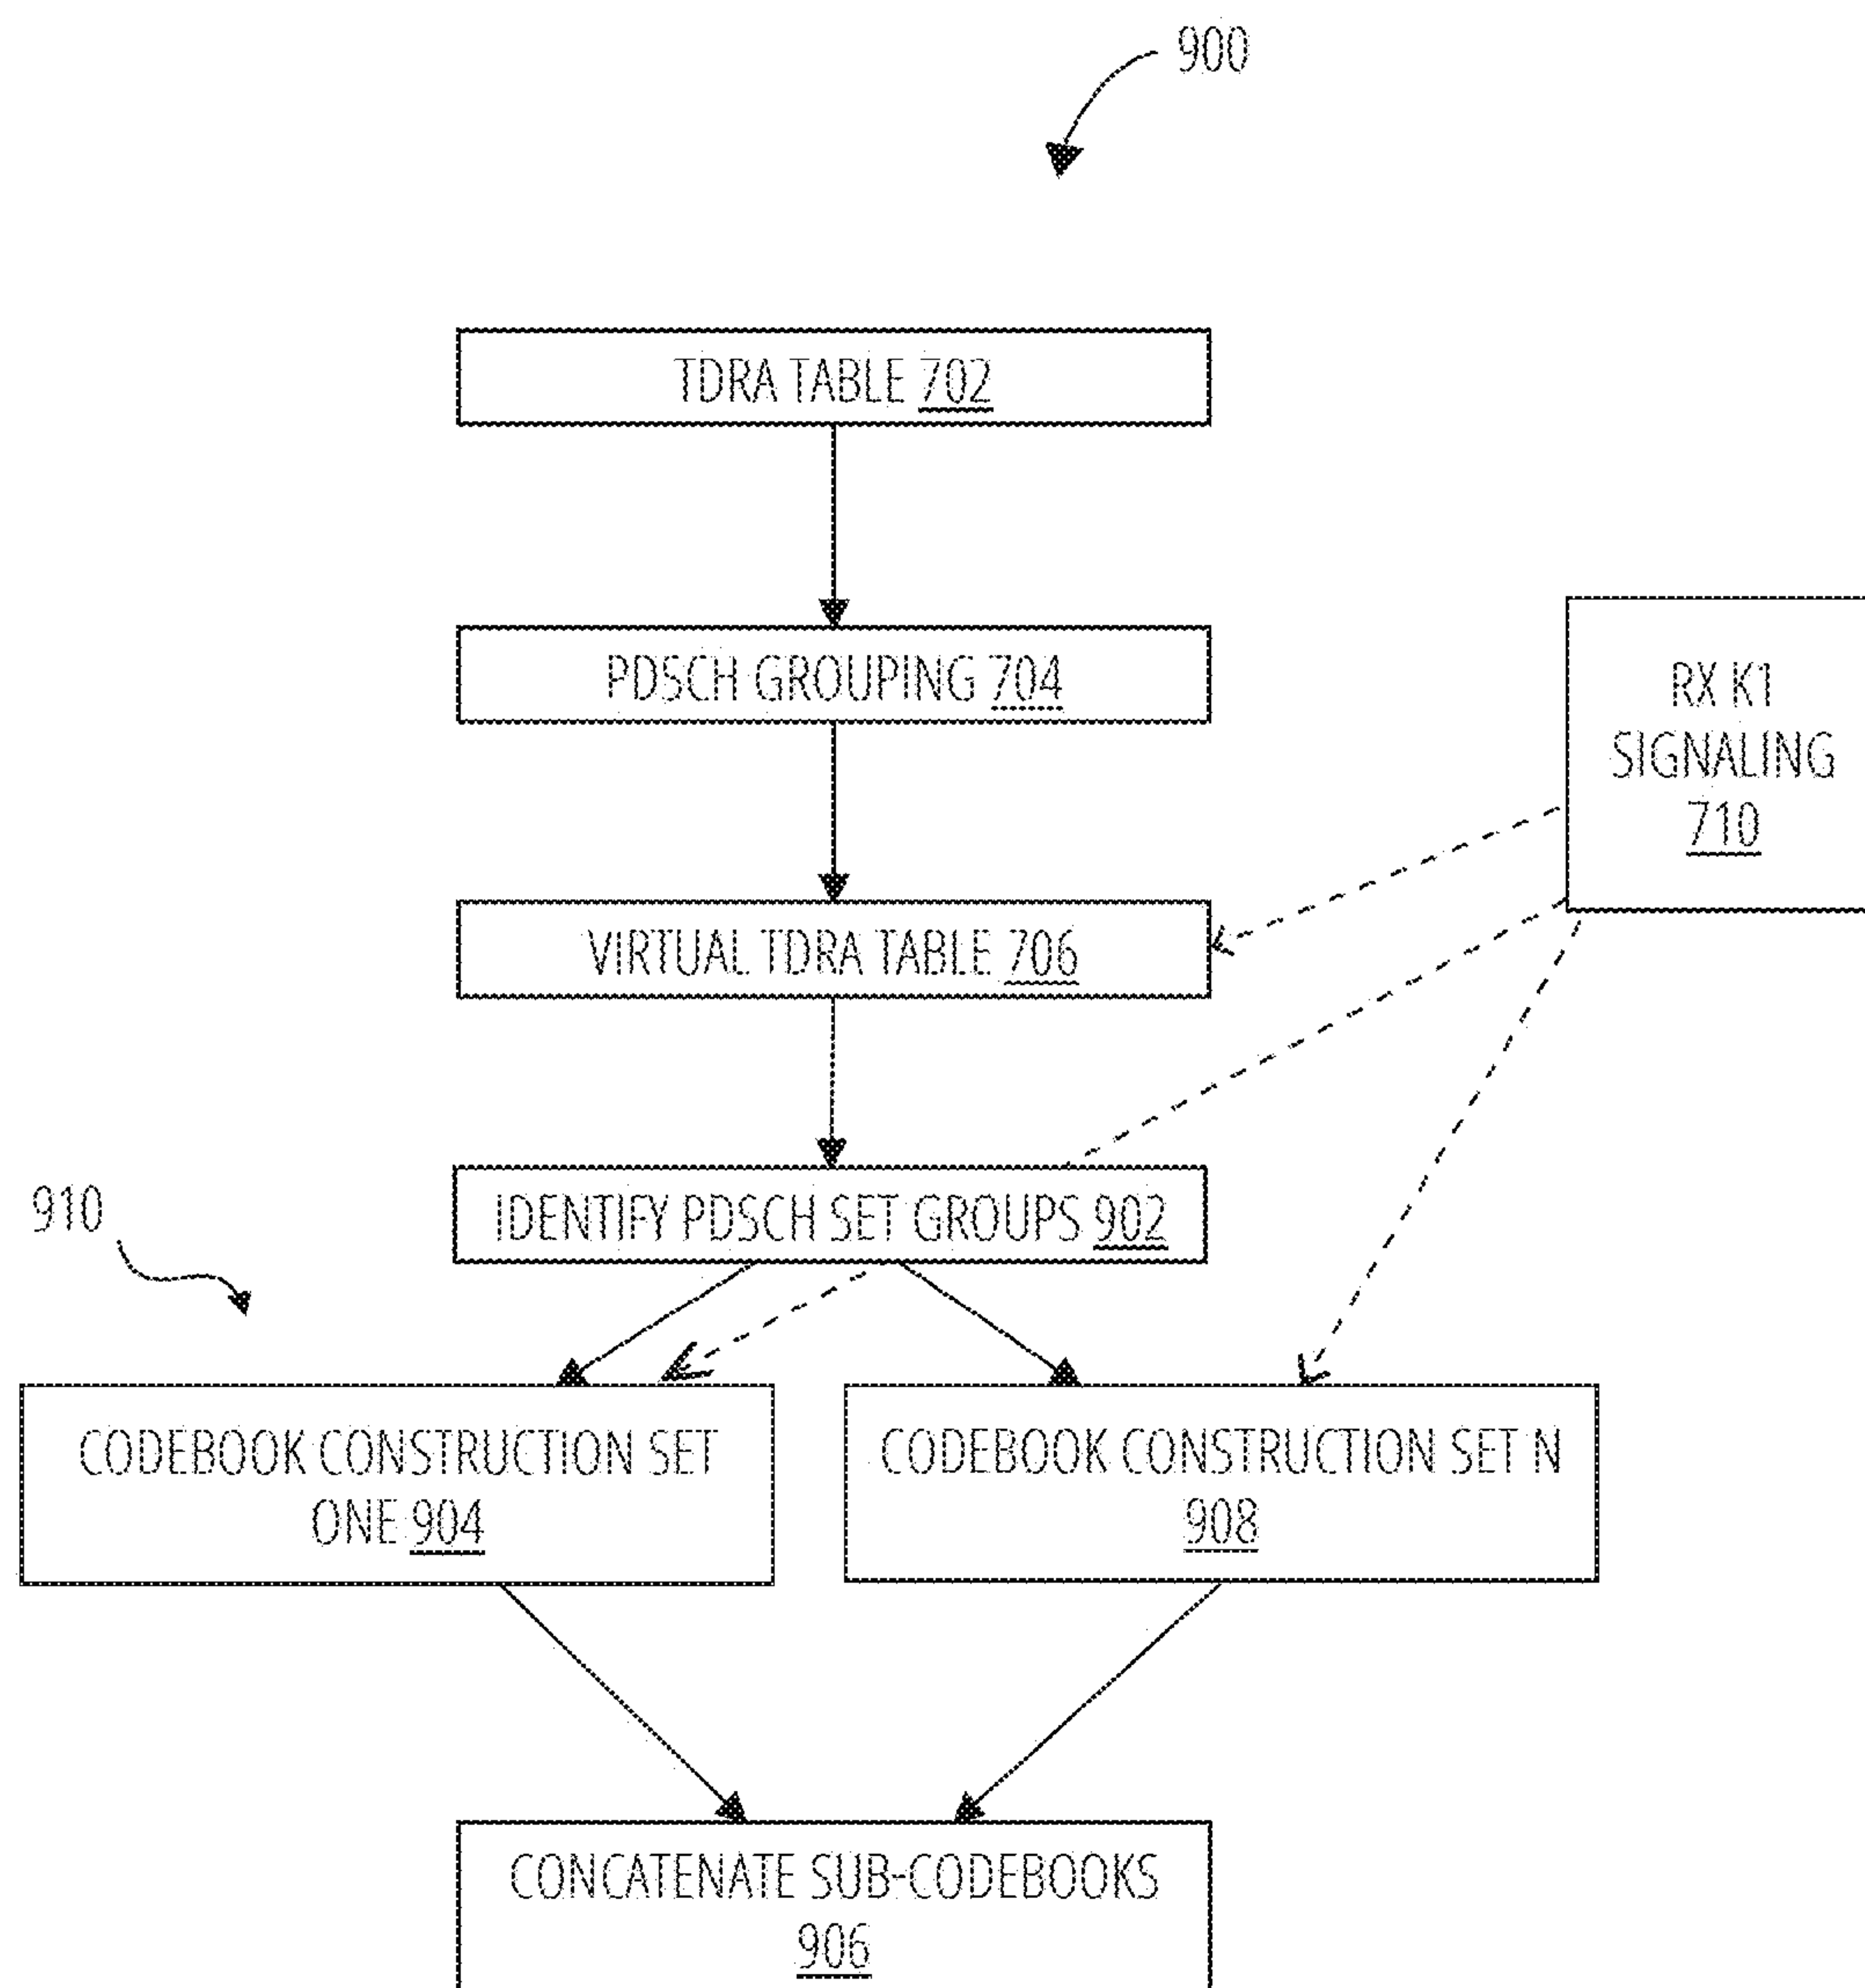 900
TDRA TABLE 702
PDSCH GROUPING 704
RX K1
SIGNALING
710
VIRTUAL TDRA TABLE 706
IDENTIFY PDSCH SET GROUPS 902
910
CODEBOOK CONSTRUCTION SET
ONE 904
CODEBOOK CONSTRUCTION SET N
908
CONCATENATE SUB-CODEBOOKS
906